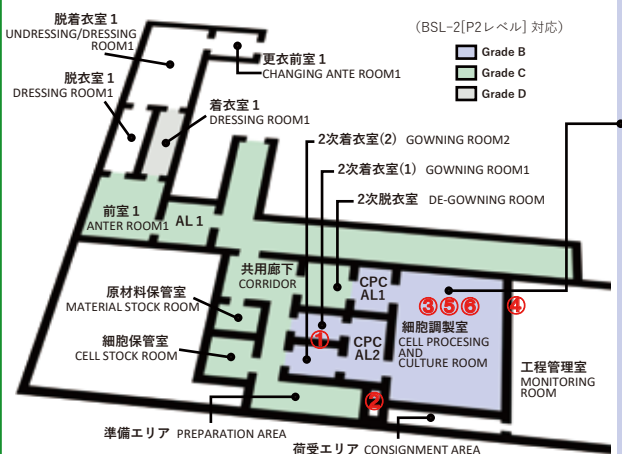 脱着衣室1
UNDRESSING/DRESSING
ROOM1
(BSL-2[P2レベル] 対応)
Grade B
Grade C
Grade D
更衣前室1
CHANGING ANTE ROOM1
脱衣室1
DRESSING ROOM1
着衣室1
DRESSING ROOM1
2次着衣室(2) GOWNING ROOM2
2次着衣室(1) GOWNING ROOM1
2次脱衣室 DE-GOWNING ROOM
前室1
ANTER ROOM1
AL 1
共用廊下
CORRIDOR
CPC
AL1
③⑤⑥
④
原材料保管室
MATERIAL STOCK ROOM
①
CPC
AL2
細胞調製室
CELL PROCESING
AND
CULTURE ROOM
細胞保管室
CELL STOCK ROOM
工程管理室
MONITORING
ROOM
②
準備エリア PREPARATION AREA
荷受エリア CONSIGNMENT AREA